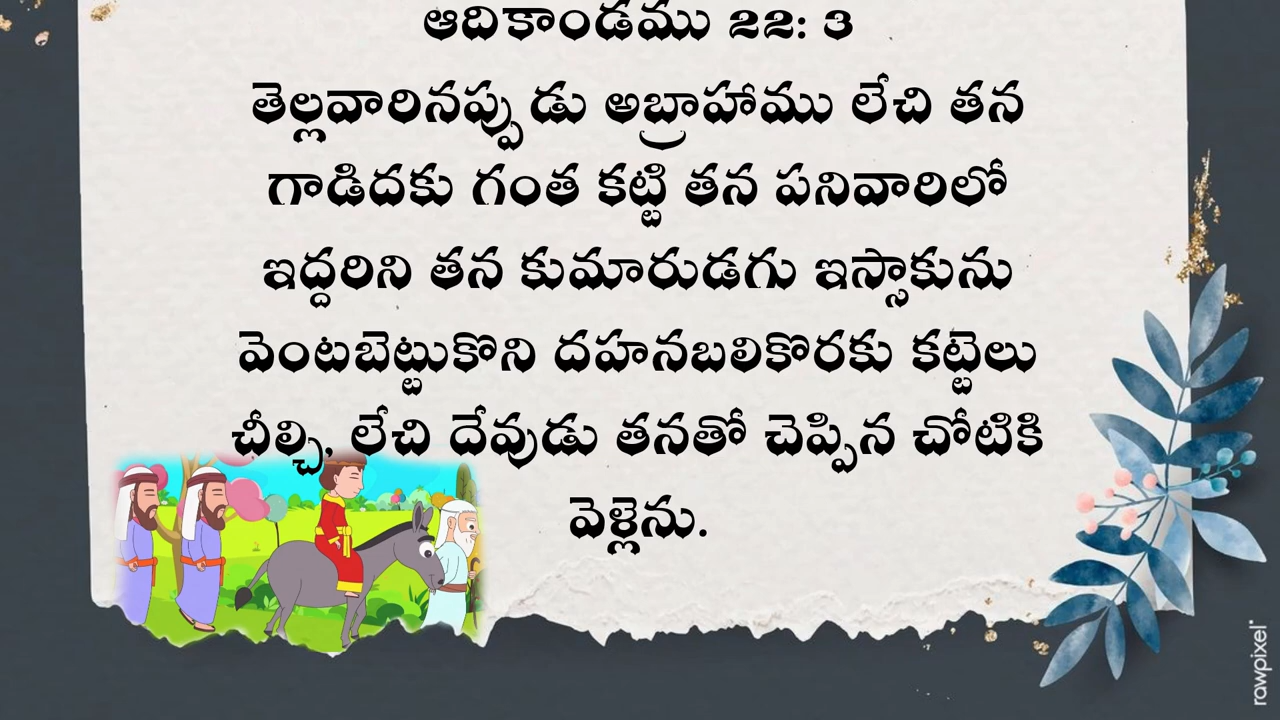 ఆదికాండము 22: 3
తెల్లవారినప్పుడు అబ్రాహాము లేచి తన
గాడిదకు గంత కట్టి తన పనివారిలో
ఇద్దరిని తన కుమారుడగు ఇస్సాకును
వెంటబెట్టుకొని దహనబలికొరకు కట్టెలు
చీల్చి, లేచి దేవుడు తనతో చెప్పిన చోటికి
వెళ్లెను.
rawpixel